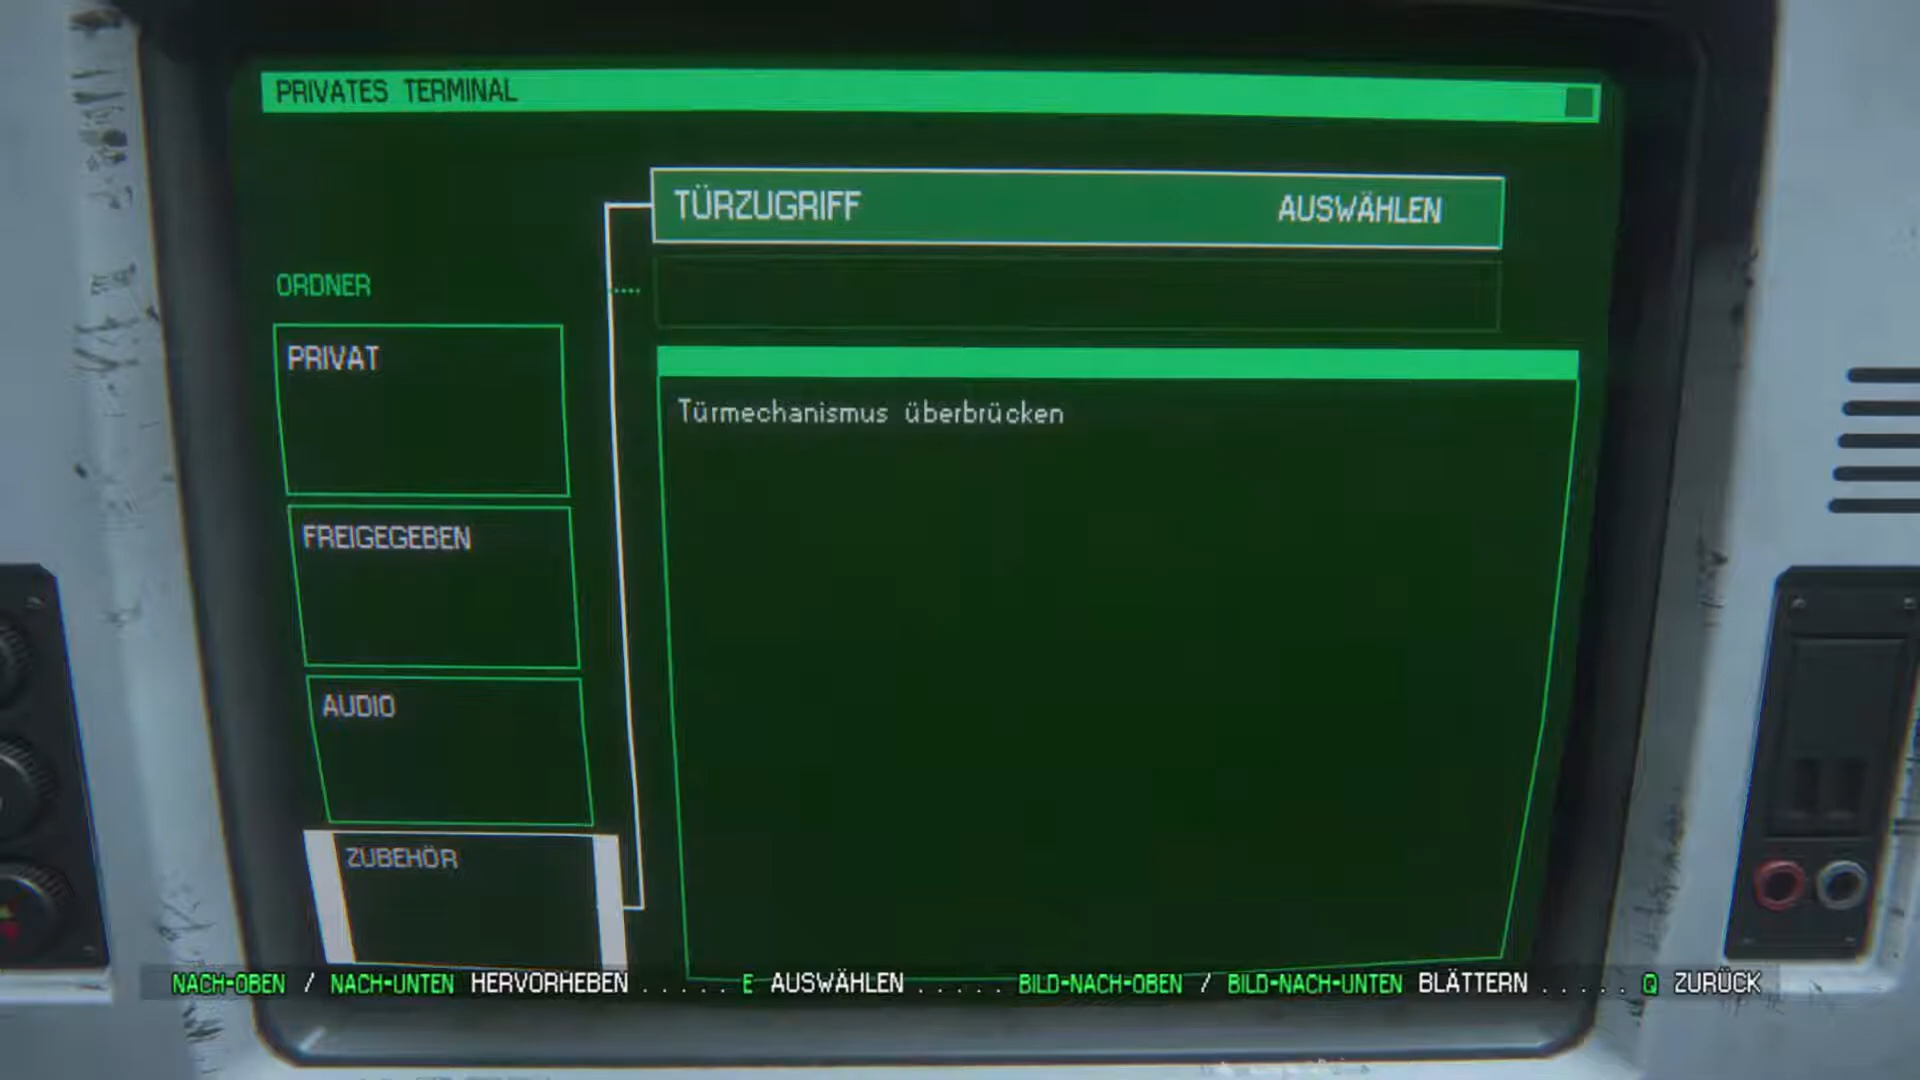 PRIVATES TERMINAL
TÜRZUGRIFF AUSWÄHLEN
ORDNER
PRIVAT
FREIGEGEBEN
AUDIO
ZUBEHÖR
Türmechanismus überbrücken
NACH-OBEN / NACH-UNTEN HERVORHEBEN ...... E AUSWÄHLEN ..... BILD-NACH-OBEN / BILD-NACH-UNTEN BLÄTTERN ...... Q ZURÜCK